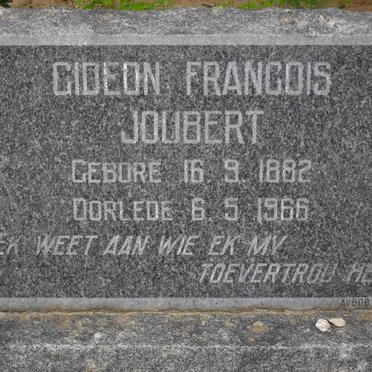 GIDEON FRANCOIS
JOUBERT
GEBORE 16 9 1882
OORLEDE 6 5 1966
EK WEET AAN WIE EK MY
TOEVERTROU HE